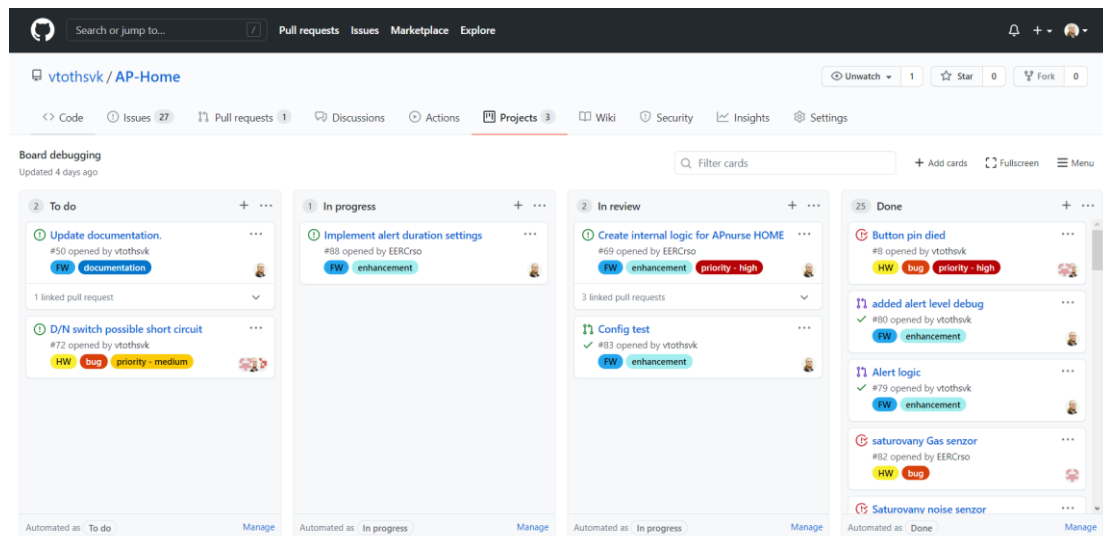 Search or jump to... / Pull requests Issues Marketplace Explore
vtothsvk / AP-Home
Unwatch 1 Star 0 Fork 0
Code Issues 27 Pull requests 1 Discussions Actions Projects 3 Wiki Security Insights Settings
Board debugging
Updated 4 days ago
Filter cards
Add cards Fullscreen Menu
2 To do
Update documentation.
#50 opened by vtothsvk
FW documentation
1 linked pull request
D/N switch possible short circuit
#72 opened by vtothsvk
HW bug priority - medium
Automated as To do Manage
1 In progress
Implement alert duration settings
#88 opened by EERCrso
FW enhancement
Automated as In progress Manage
2 In review
Create internal logic for APnurse HOME
#69 opened by EERCrso
FW enhancement priority - high
3 linked pull requests
Config test
#83 opened by vtothsvk
FW enhancement
Automated as In progress Manage
25 Done
Button pin died
#8 opened by vtothsvk
HW bug priority - high
added alert level debug
#80 opened by vtothsvk
FW enhancement
Alert logic
#79 opened by vtothsvk
FW enhancement
saturovany Gas senzor
#82 opened by EERCrso
HW bug
Saturovany noise senzor
Automated as Done Manage